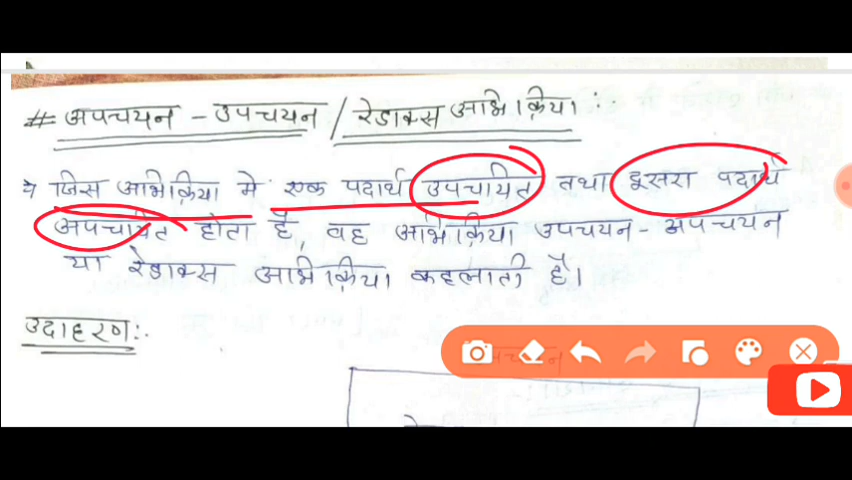 # अपचयन - उपचयन / रेडाक्स अभिक्रिया :-
→ जिस अभिक्रिया में एक पदार्थ उपचयित तथा दूसरा पदार्थ
अपचयित होता है, वह अभिक्रिया उपचयन - अपचयन
या रेडाक्स अभिक्रिया कहलाती है।
उदाहरण:-